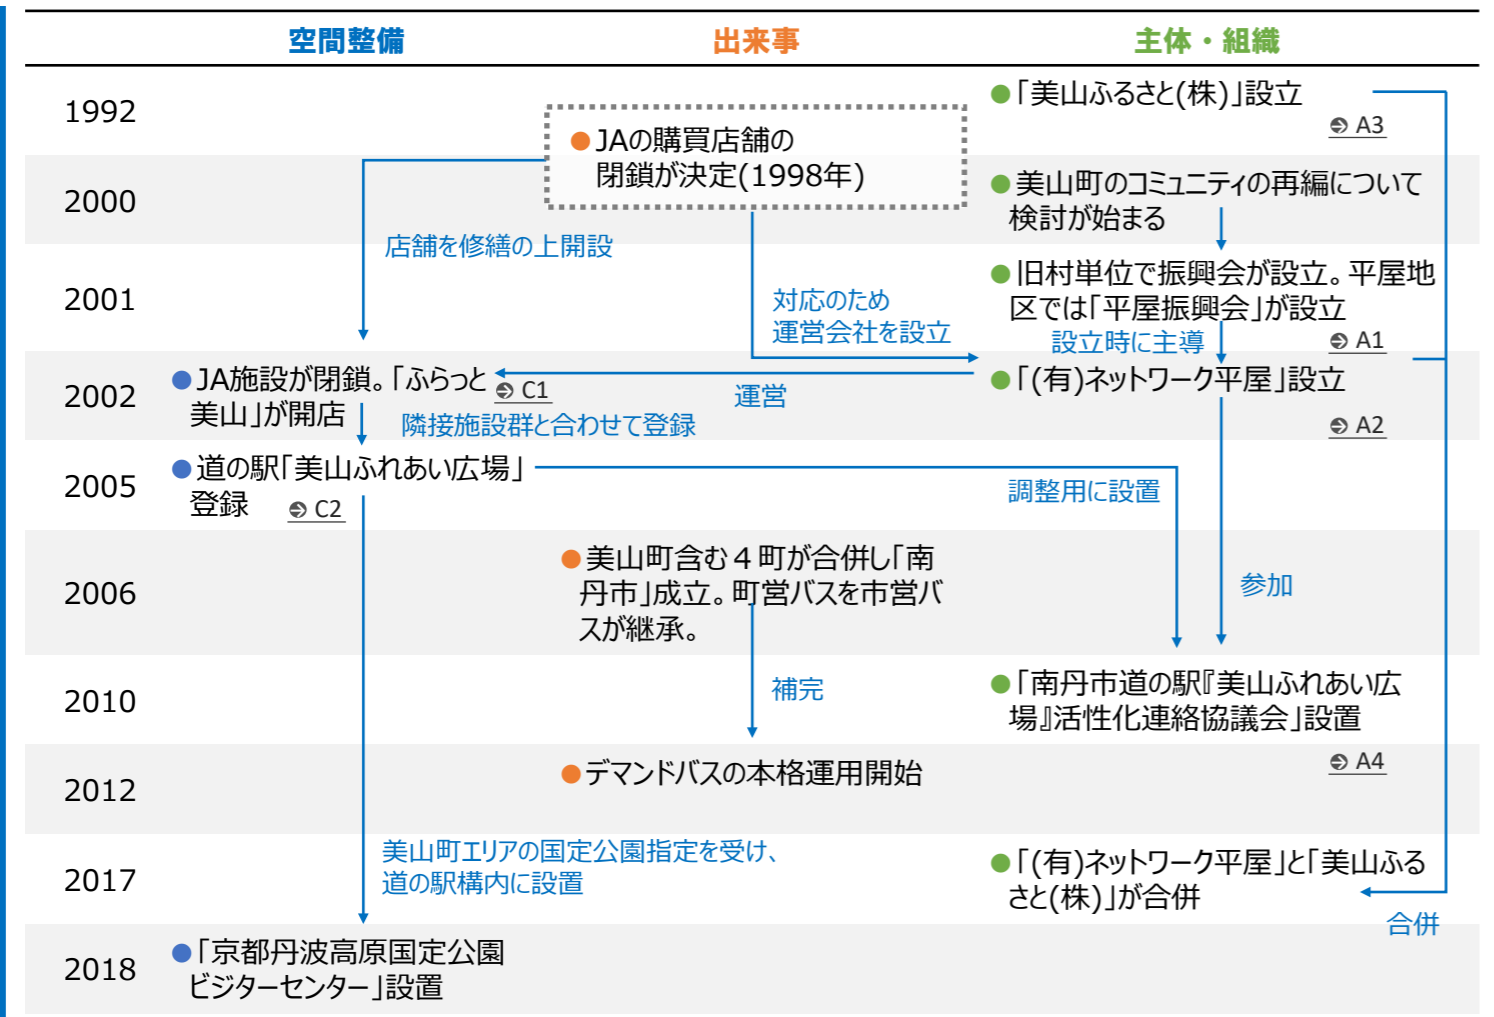 空間整備
出来事
主体・組織
1992
●「美山ふるさと(株)」設立
A3
●JAの購買店舗の
閉鎖が決定(1998年)
2000
●美山町のコミュニティの再編について
検討が始まる
店舗を修繕の上開設
2001
●旧村単位で振興会が設立。平屋地
区では「平屋振興会」が設立
対応のため
運営会社を設立
設立時に主導
A1
2002
●JA施設が閉鎖。「ふらっと
美山」が開店
C1
運営
●「(有)ネットワーク平屋」設立
A2
隣接施設群と合わせて登録
2005
●道の駅「美山ふれあい広場」
登録
C2
調整用に設置
2006
●美山町含む４町が合併し「南
丹市」成立。町営バスを市営バ
スが継承。
参加
2010
補完
●「南丹市道の駅『美山ふれあい広
場』活性化連絡協議会」設置
A4
2012
●デマンドバスの本格運用開始
美山町エリアの国定公園指定を受け、
道の駅構内に設置
2017
●「(有)ネットワーク平屋」と「美山ふる
さと(株)」が合併
合併
2018
●「京都丹波高原国定公園
ビジターセンター」設置